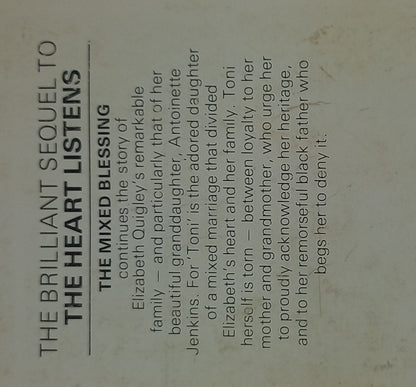 THE BRILLIANT SEQUEL TO
THE HEART LISTENS
THE MIXED BLESSING
continues the story of
Elizabeth Quigley's remarkable
family – and particularly that of her
beautiful granddaughter, Antoinette
Jenkins. For 'Toni' is the adored daughter
of a mixed marriage that divided
Elizabeth's heart and her family. Toni
herself is torn – between loyalty to her
mother and grandmother, who urge her
to proudly acknowledge her heritage,
and to her remorseful black father who
begs her to deny it.